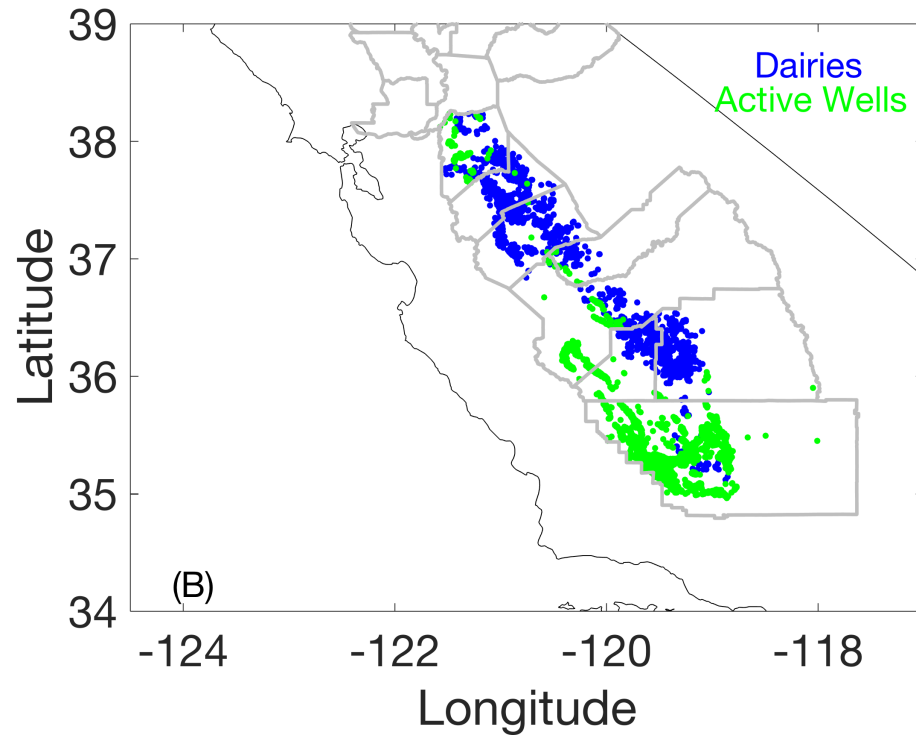 39
38
37
36
35
34
Latitude
Dairies
Active Wells
(B)
-124
-122
-120
-118
Longitude